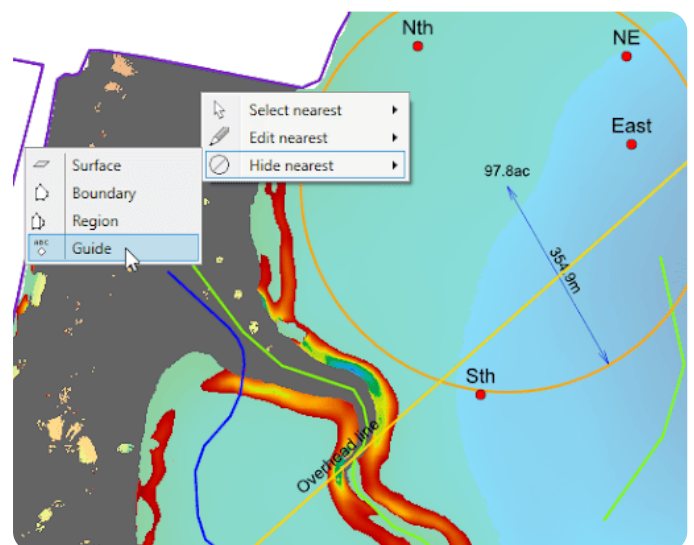 Nth
NE
East
Select nearest
Edit nearest
Hide nearest
Surface
Boundary
Region
ABC
Guide
97.8ac
354.9m
Sth
Overhead line